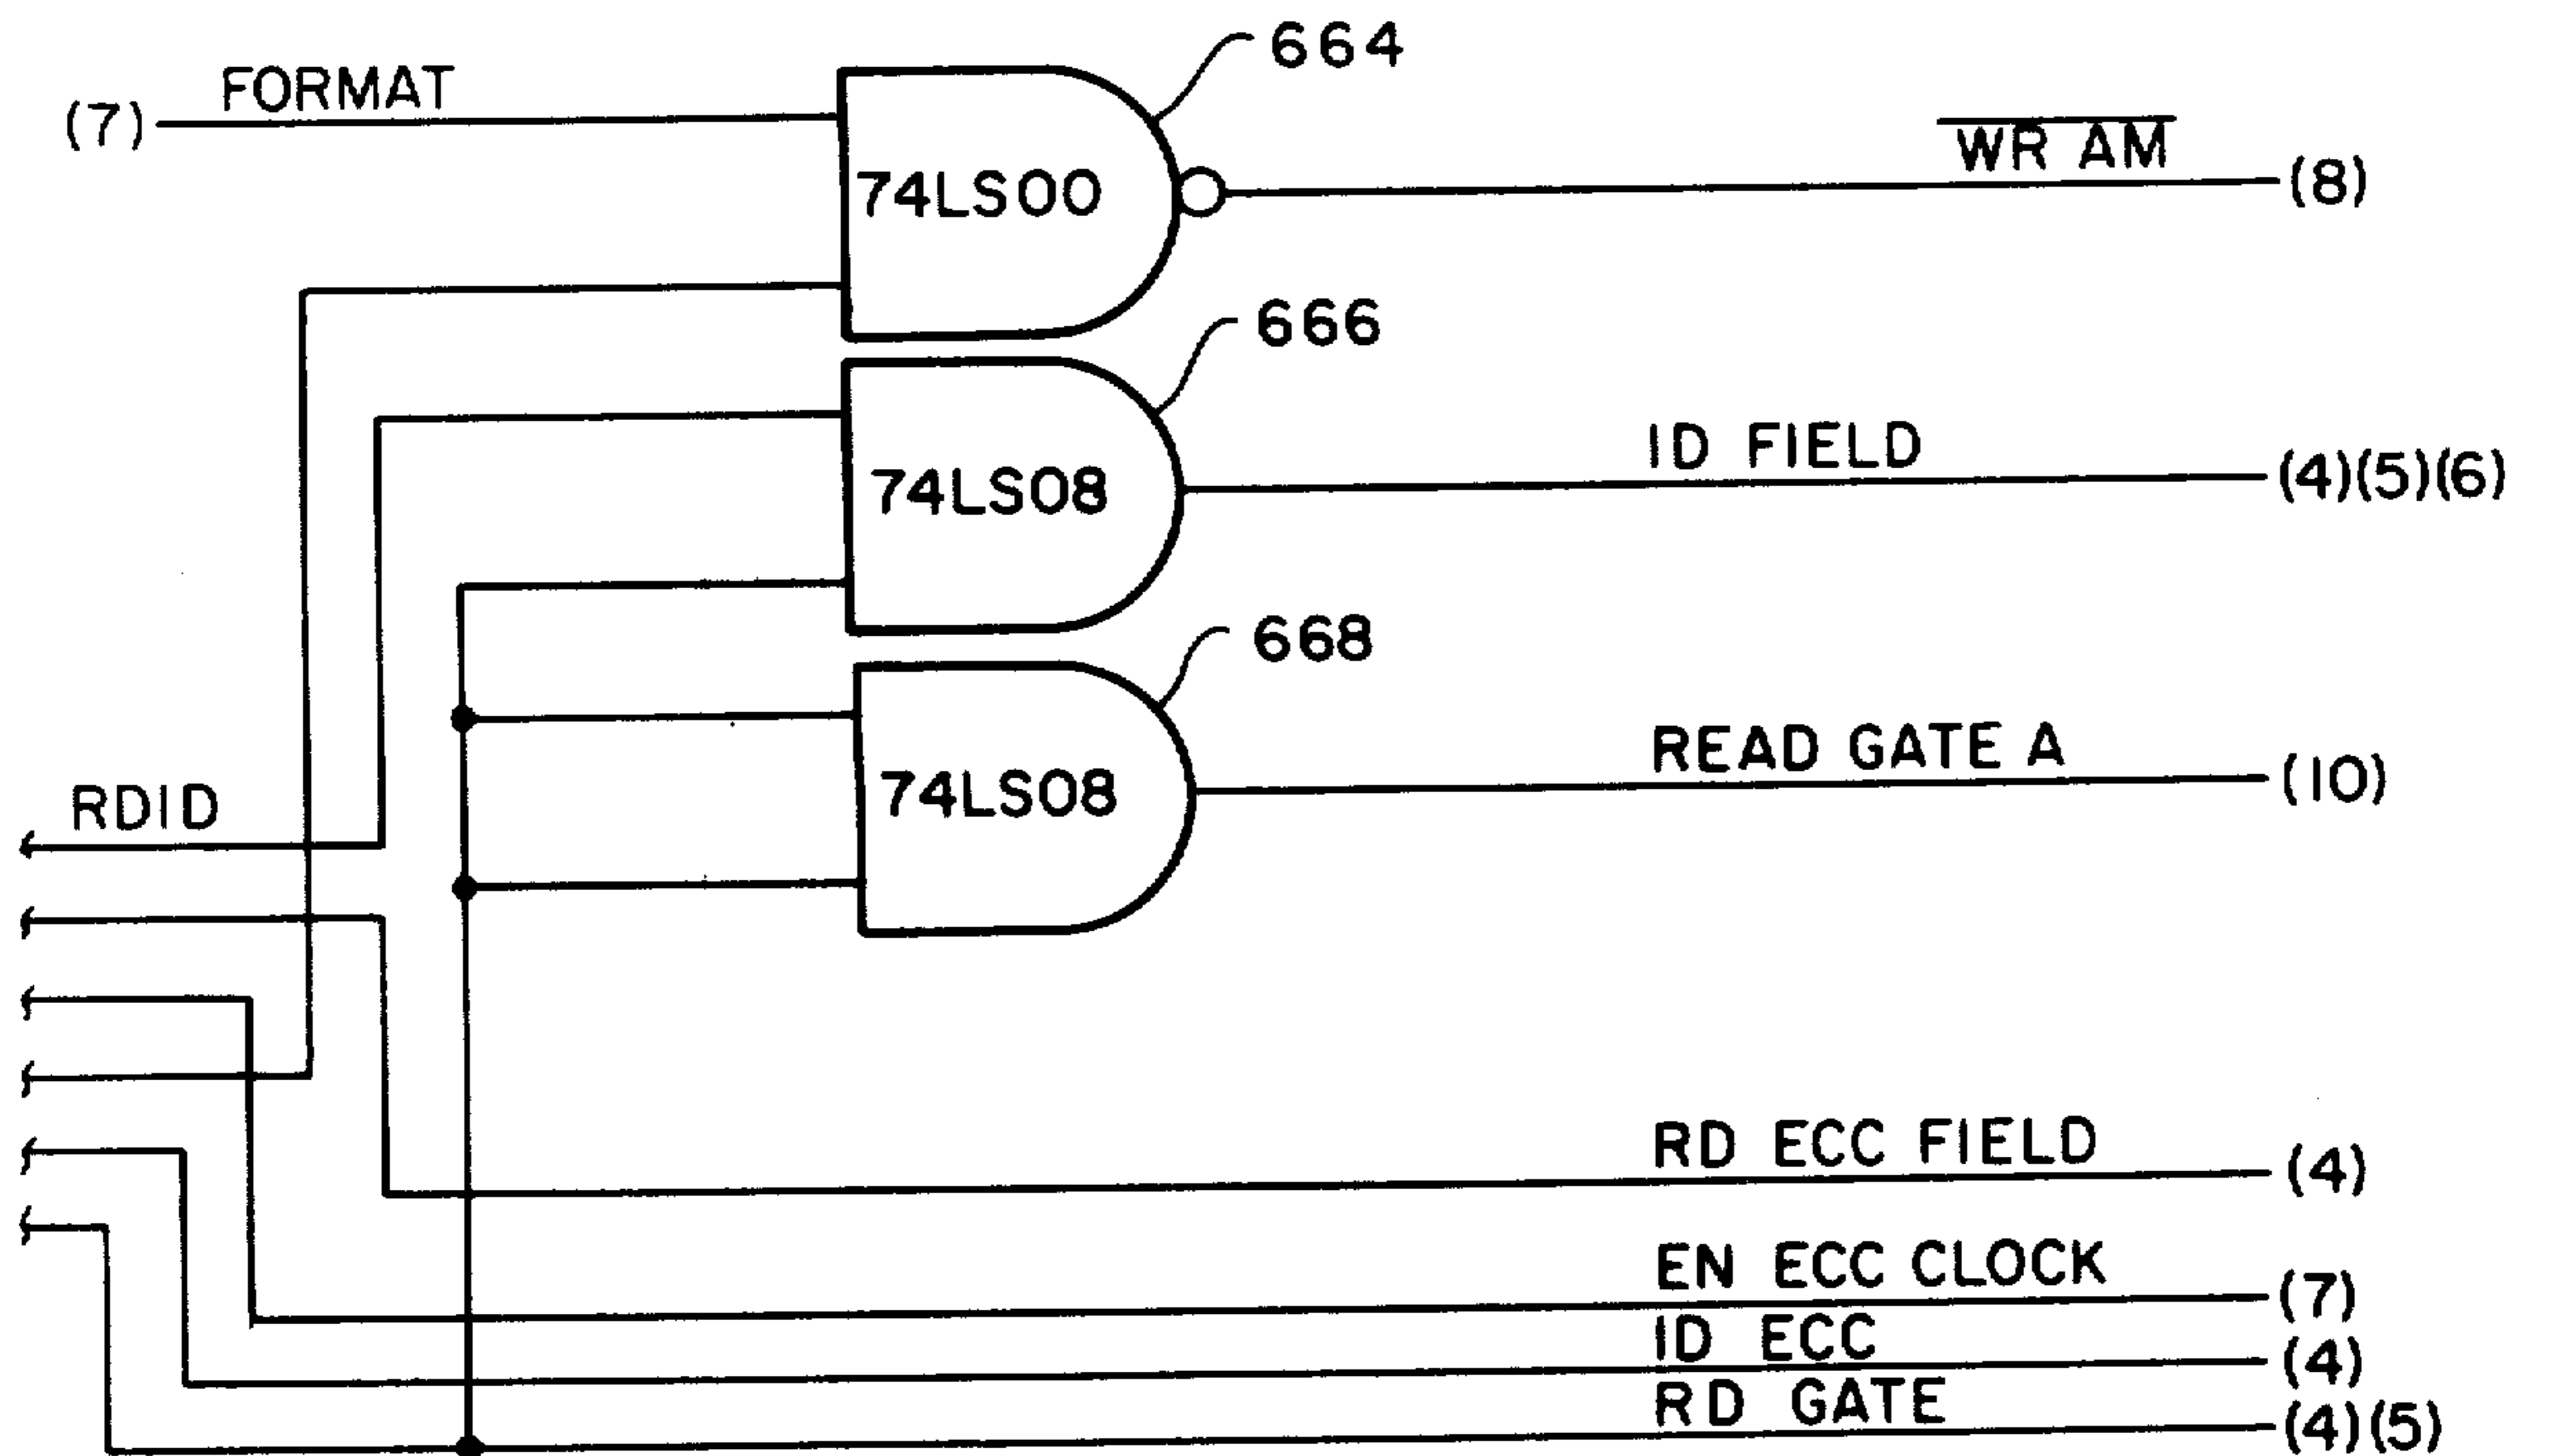 664
(7) FORMAT
74LS00
WR AM (8)
666
74LS08
ID FIELD (4)(5)(6)
668
74LS08
READ GATE A (10)
RDID
RD ECC FIELD (4)
EN ECC CLOCK (7)
ID ECC (4)
RD GATE (4)(5)